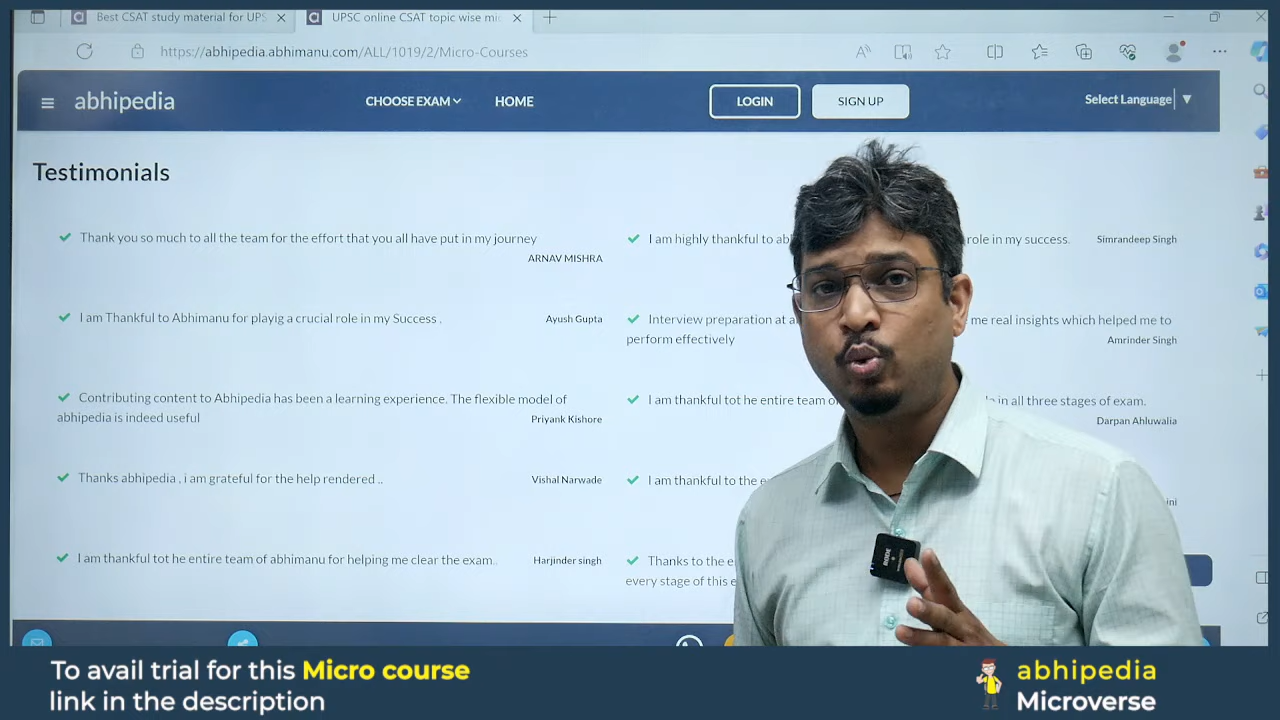 Best CSAT study material for UPS
UPSC online CSAT topic wise mic
https://abhipedia.abhimanu.com/ALL/1019/2/Micro-Courses
abhipedia
CHOOSE EXAM
HOME
LOGIN
SIGN UP
Select Language
Testimonials
Thank you so much to all the team for the effort that you all have put in my journey
ARNAV MISHRA
I am highly thankful to ab
role in my success.
Simrandeep Singh
I am Thankful to Abhimanu for playig a crucial role in my Success .
Ayush Gupta
Interview preparation at a
me real insights which helped me to
perform effectively
Amrinder Singh
Contributing content to Abhipedia has been a learning experience. The flexible model of
abhipedia is indeed useful
Priyank Kishore
I am thankful tot he entire team o
in all three stages of exam.
Darpan Ahluwalia
Thanks abhipedia , i am grateful for the help rendered ..
Vishal Narwade
I am thankful to the e
ini
I am thankful tot he entire team of abhimanu for helping me clear the exam..
Harjinder singh
Thanks to the e
every stage of this e
RODE
To avail trial for this Micro course
link in the description
abhipedia
Microverse